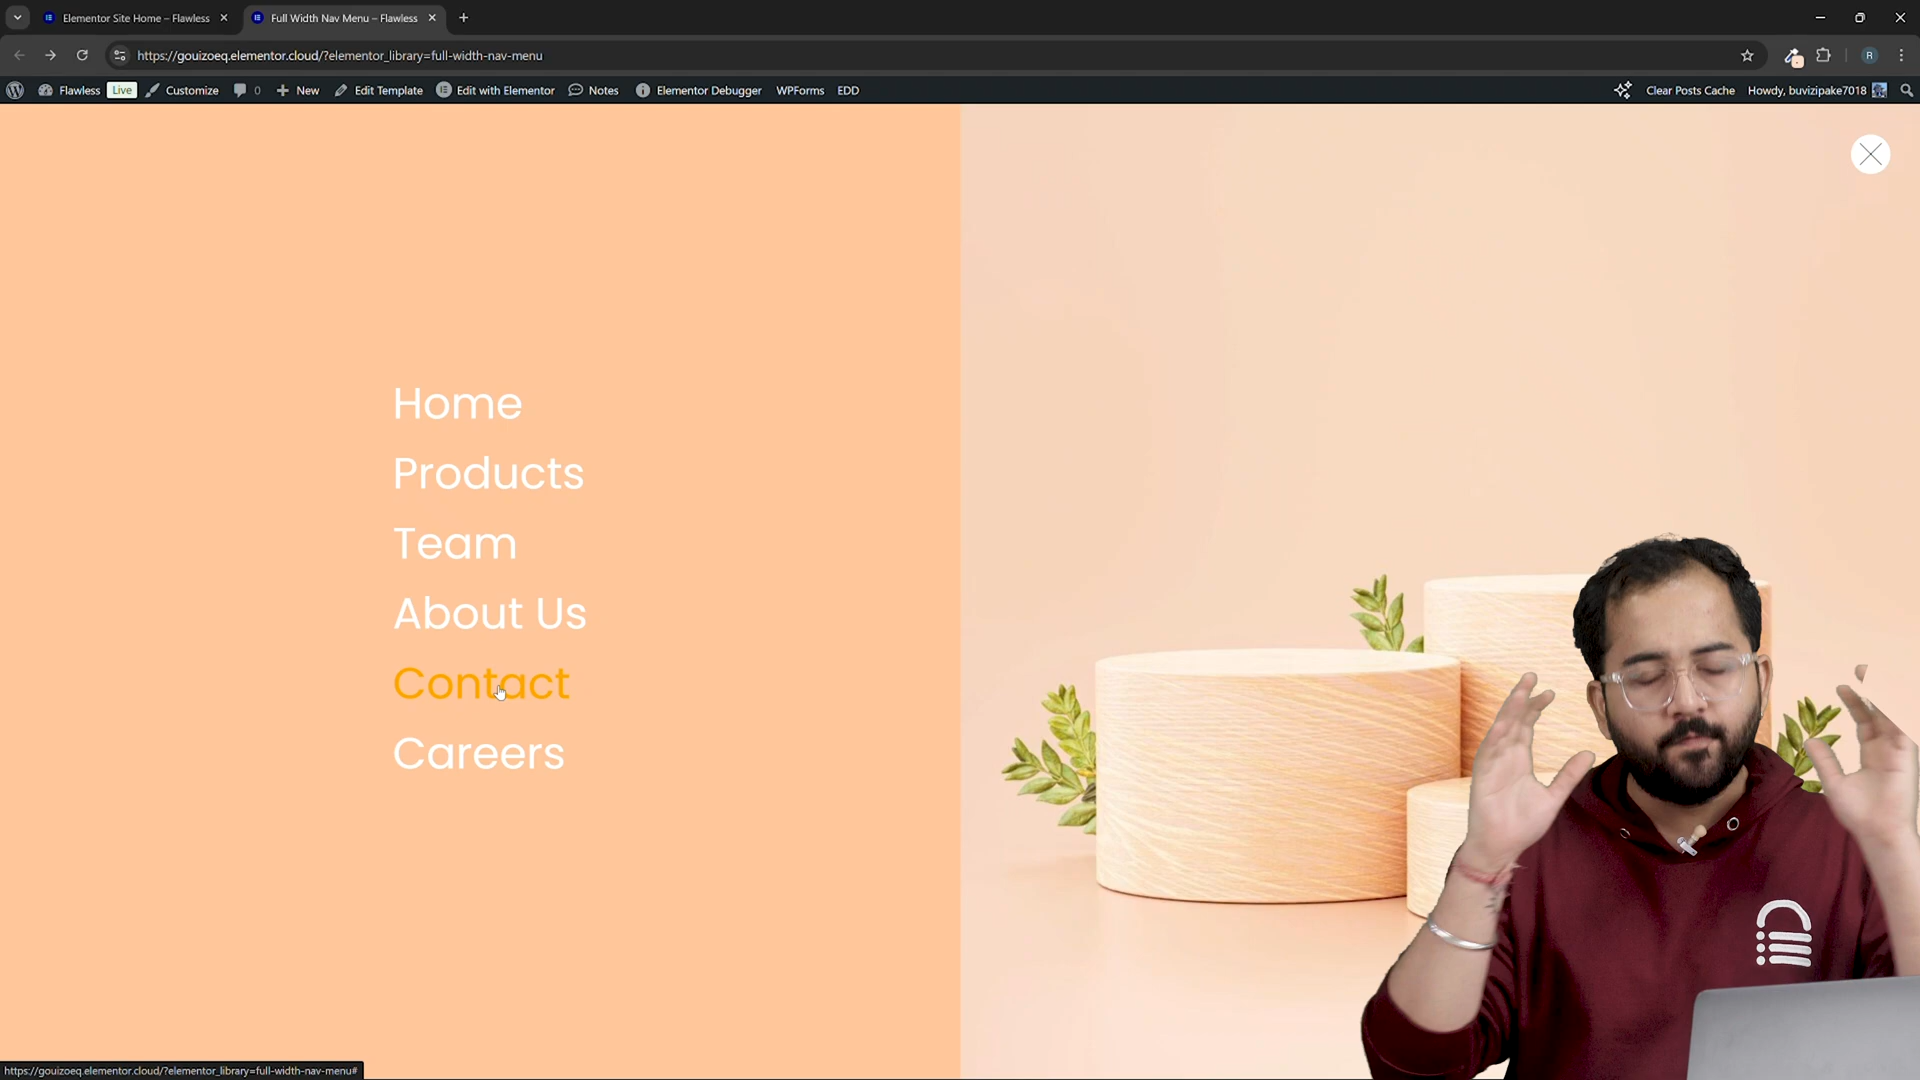 Elementor Site Home – Flawless
Full Width Nav Menu – Flawless
https://gouizoeq.elementor.cloud/?elementor_library=full-width-nav-menu
R
Flawless Live Customize 0 New Edit Template Edit with Elementor Notes Elementor Debugger WPForms EDD Clear Posts Cache Howdy, buvizipake7018
Home
Products
Team
About Us
Contact
Careers
https://gouizoeq.elementor.cloud/?elementor_library=full-width-nav-menu#